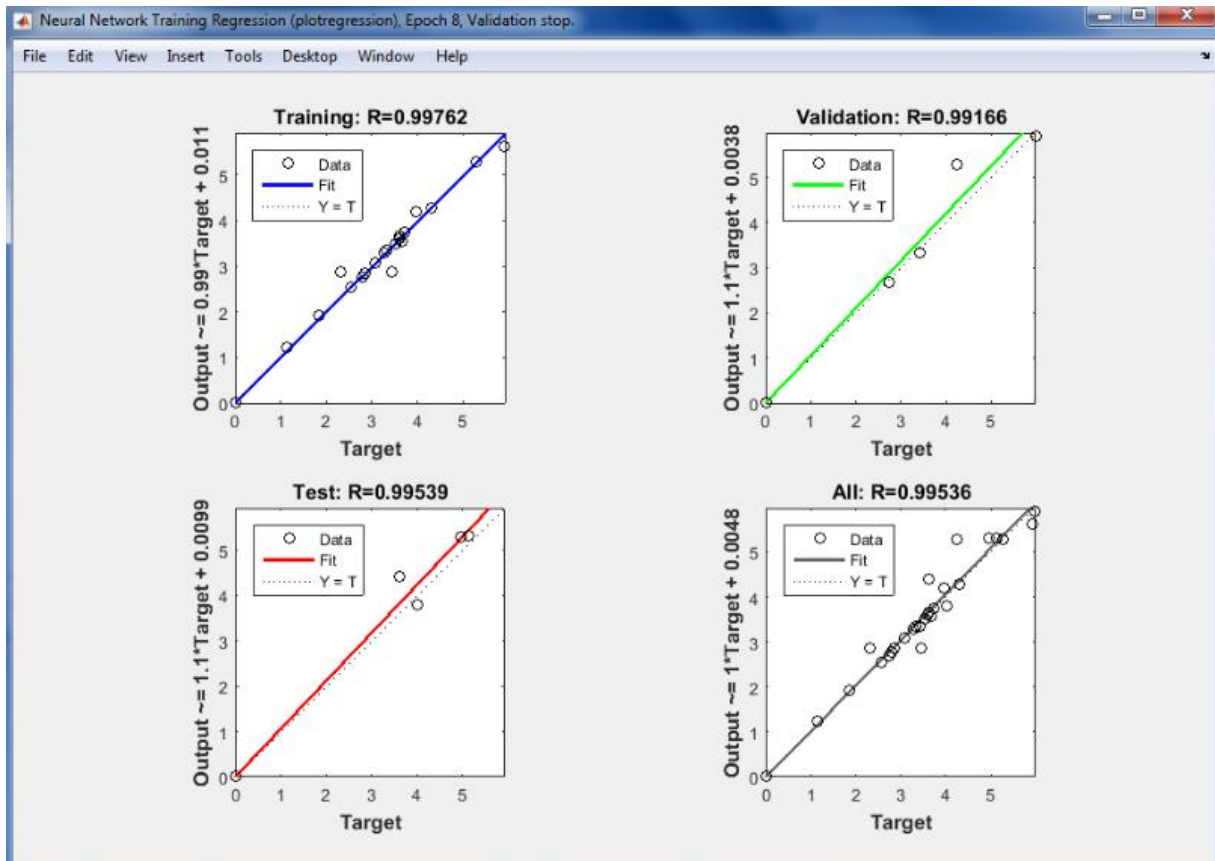 Neural Network Training Regression (plotregression), Epoch 8, Validation stop.
File Edit View Insert Tools Desktop Window Help
Training: R=0.99762
Output ~= 0.99*Target + 0.011
Data
Fit
Y = T
5
4
3
2
1
0
0 1 2 3 4 5
Target
Validation: R=0.99166
Output ~= 1.1*Target + 0.0038
Data
Fit
Y = T
5
4
3
2
1
0
0 1 2 3 4 5
Target
Test: R=0.99539
Output ~= 1.1*Target + 0.0099
Data
Fit
Y = T
5
4
3
2
1
0
0 1 2 3 4 5
Target
All: R=0.99536
Output ~= 1*Target + 0.0048
Data
Fit
Y = T
5
4
3
2
1
0
0 1 2 3 4 5
Target